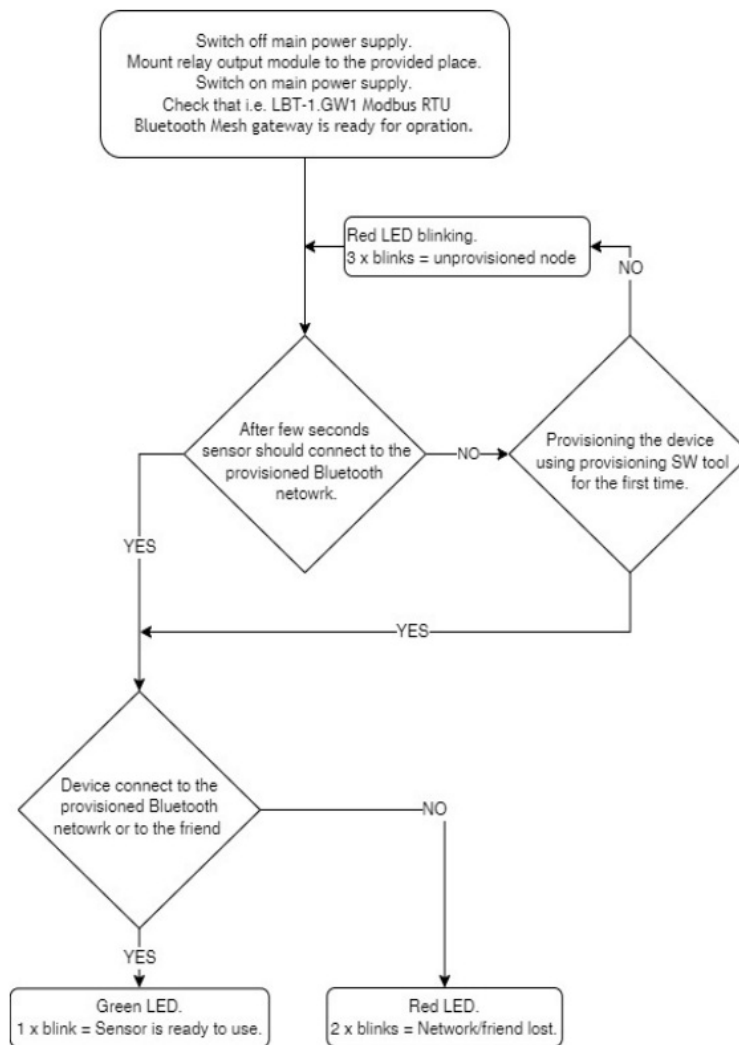 Switch off main power supply.
Mount relay output module to the provided place.
Switch on main power supply.
Check that i.e. LBT-1.GW1 Modbus RTU
Bluetooth Mesh gateway is ready for opration.
Red LED blinking.
3 x blinks = unprovisioned node
NO
After few seconds
sensor should connect to the
provisioned Bluetooth
netowrk.
NO
Provisioning the device
using provisioning SW tool
for the first time.
YES
YES
Device connect to the
provisioned Bluetooth
netowrk or to the friend
NO
YES
Green LED.
1 x blink = Sensor is ready to use.
Red LED.
2 x blinks = Network/friend lost.